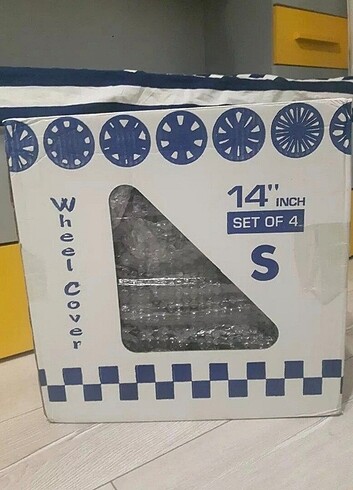 Wheel Cover
14" INCH
SET OF 4
S